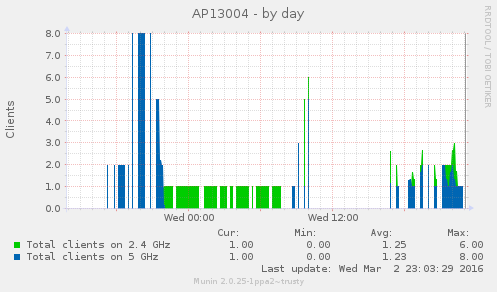 AP13004 - by day
RRDTOOL / TOBI OETIKER
Clients
8.0
7.0
6.0
5.0
4.0
3.0
2.0
1.0
0.0
Wed 00:00 Wed 12:00
Cur: Min: Avg: Max:
Total clients on 2.4 GHz 1.00 0.00 1.25 6.00
Total clients on 5 GHz 1.00 0.00 1.23 8.00
Last update: Wed Mar 2 23:03:29 2016
Munin 2.0.25-1ppa2~trusty